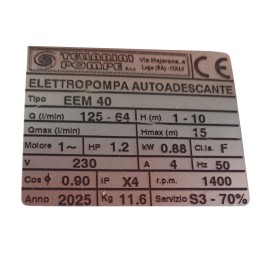 TELLARINI
POMPE s.r.l.
Via Majorana, 4
Lugo (RA) - ITALY
CE
ELETTROPOMPA AUTOADESCANTE
Tipo EEM 40
Q (l/min) 125 - 64 H (m) 1 - 10
Qmax (l/min) Hmax (m) 15
Motore 1~ HP 1.2 kW 0.88 Cl.Is. F
V 230 A 4 Hz 50
Cos φ 0.90 IP X4 r.p.m. 1400
Anno 2025 Kg 11.6 Servizio S3 - 70%